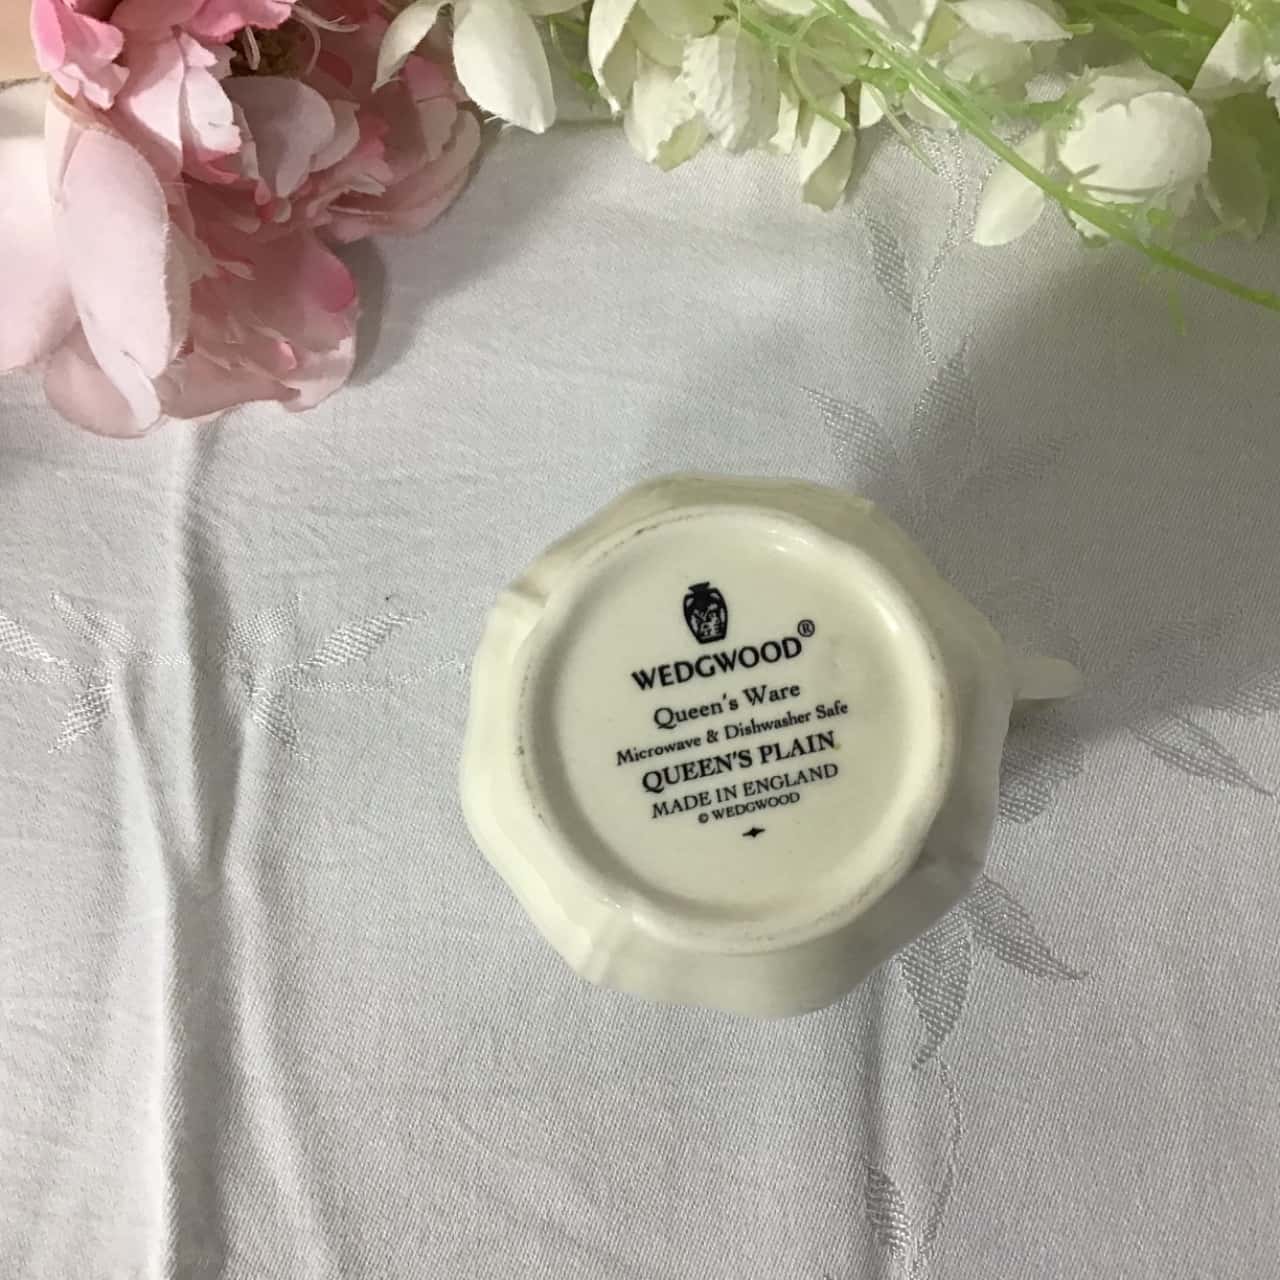 WEDGWOOD®
Queen's Ware
Microwave & Dishwasher Safe
QUEEN'S PLAIN
MADE IN ENGLAND
© WEDGWOOD